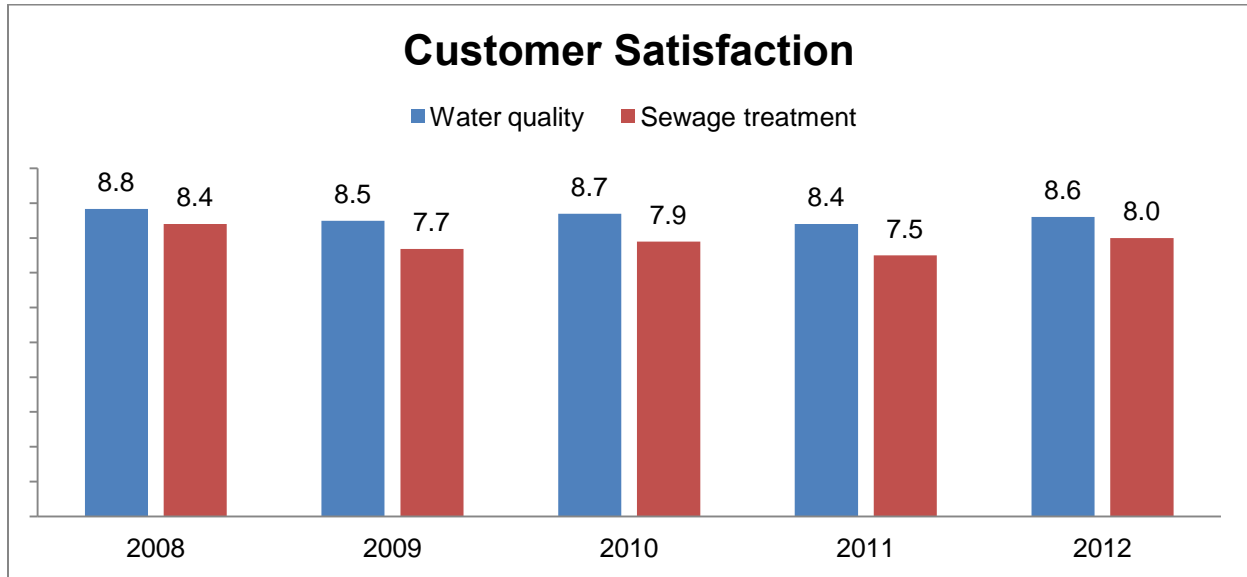 Customer Satisfaction
Water quality Sewage treatment
8.8 8.4 8.5 7.7 8.7 7.9 8.4 7.5 8.6 8.0
2008 2009 2010 2011 2012